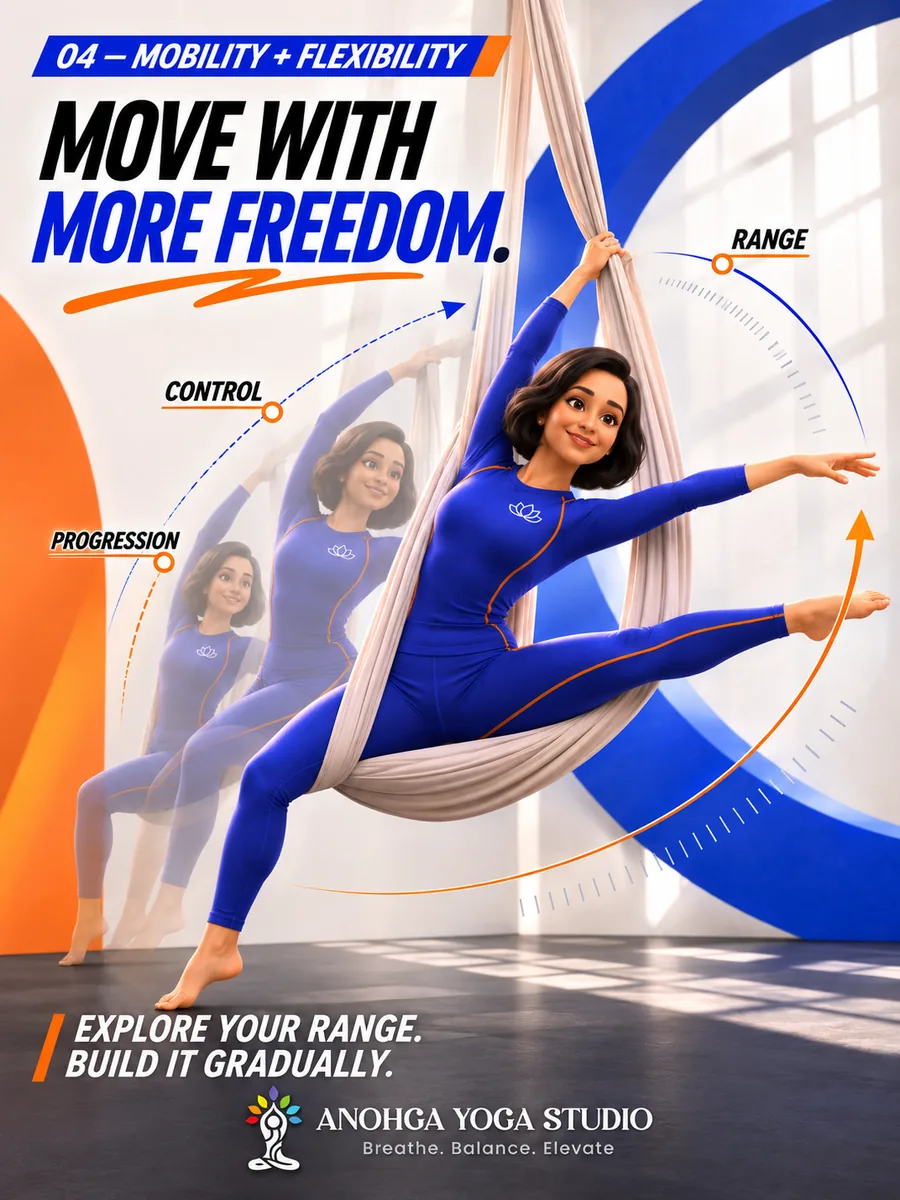 04 – MOBILITY + FLEXIBILITY
MOVE WITH
MORE FREEDOM.
RANGE
CONTROL
PROGRESSION
EXPLORE YOUR RANGE.
BUILD IT GRADUALLY.
ANOHGA YOGA STUDIO
Breathe. Balance. Elevate